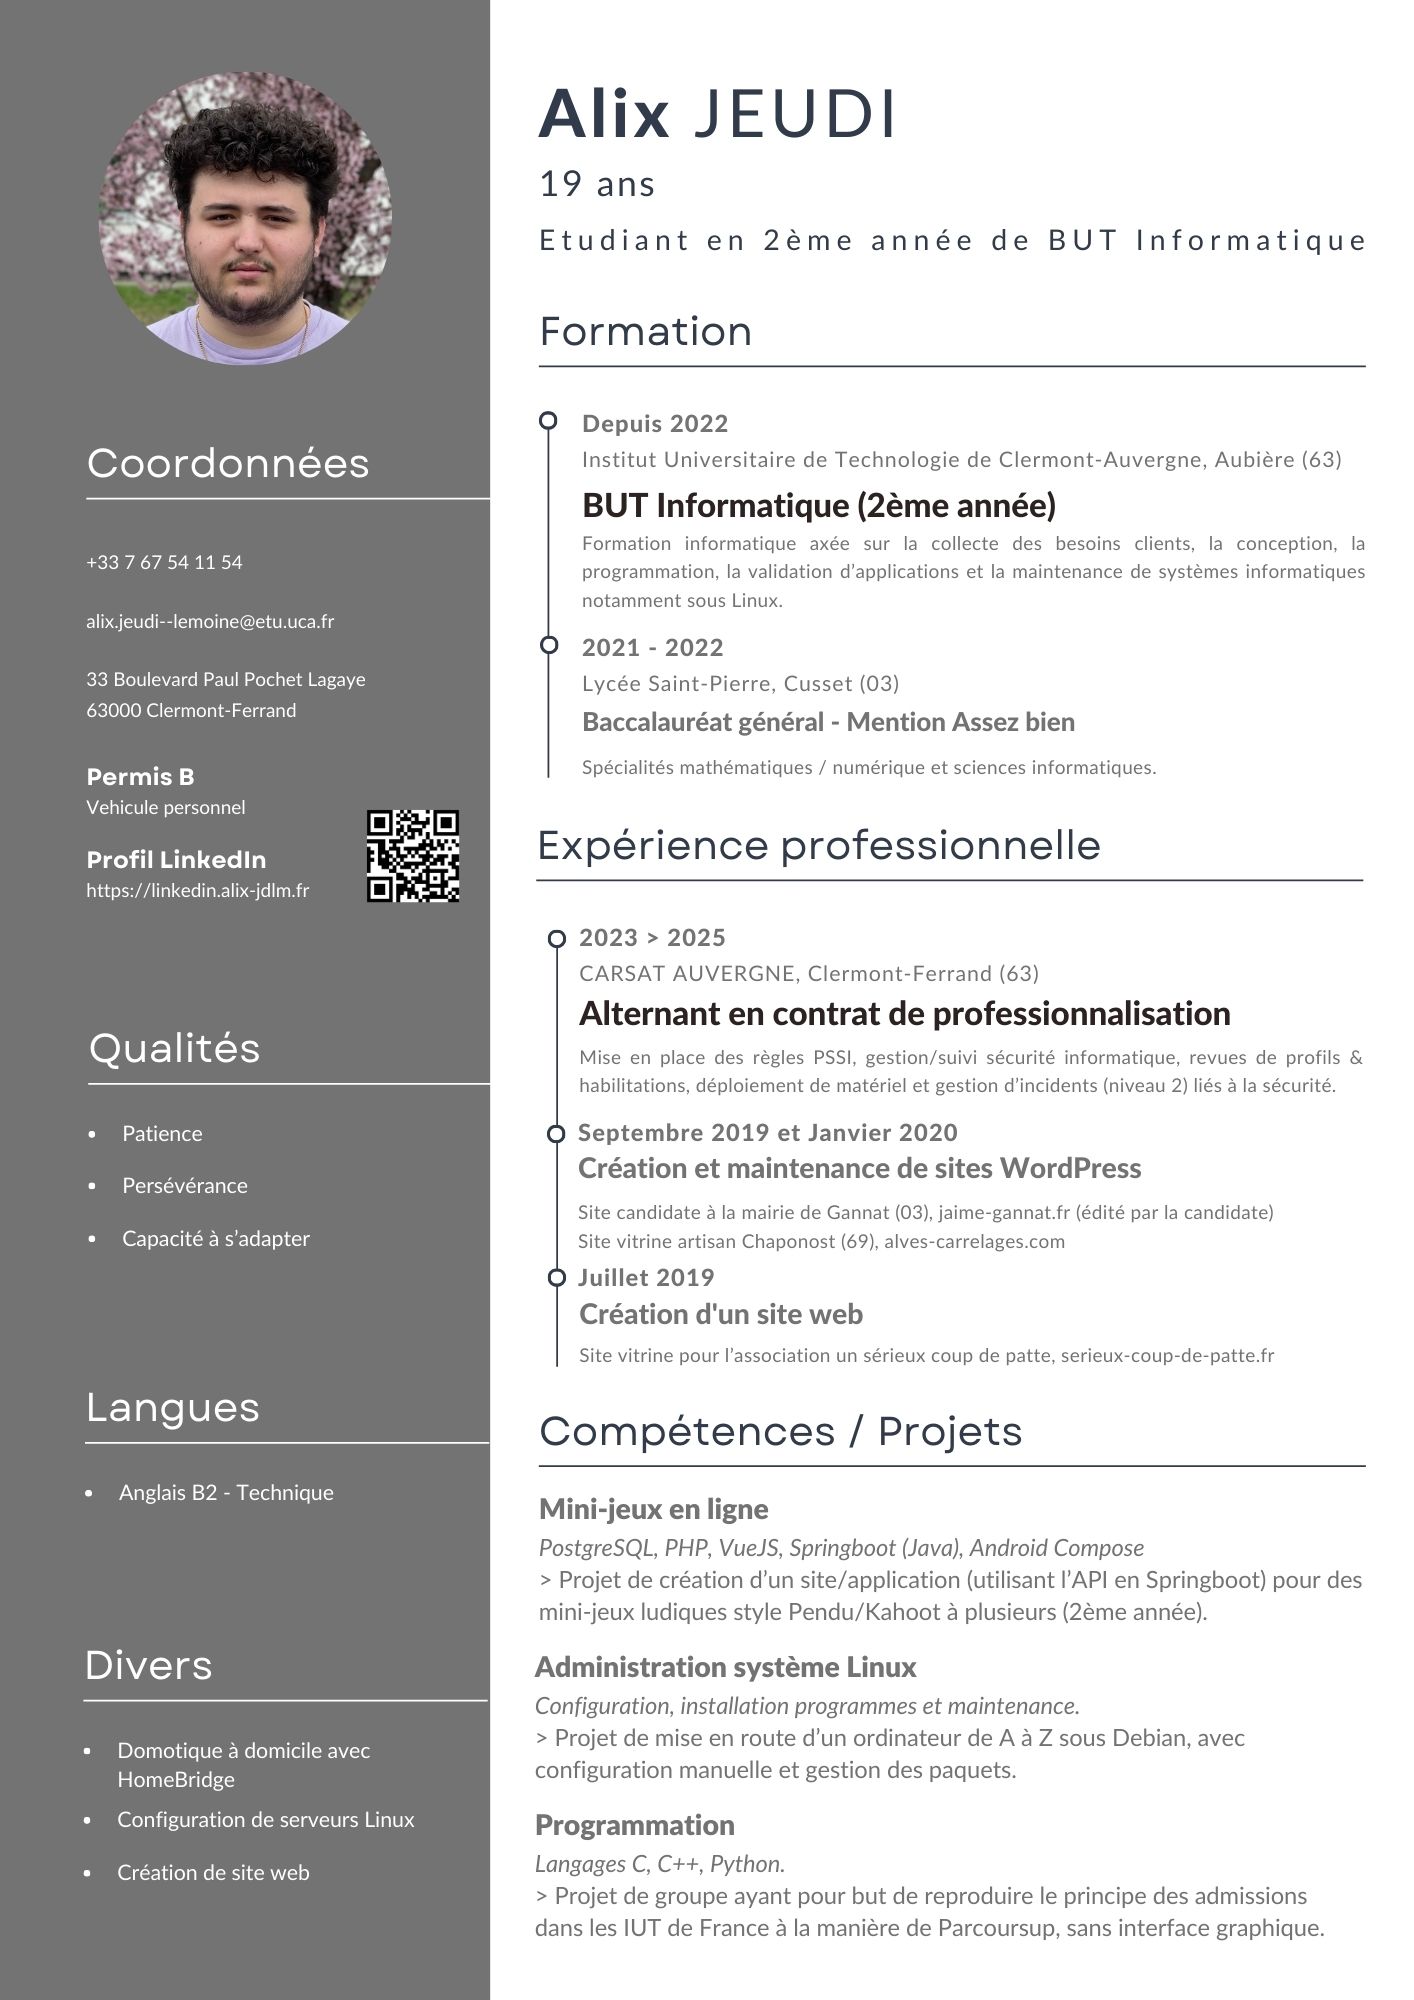 Alix JEUDI
19 ans
Etudiant en 2ème année de BUT Informatique
Coordonnées
+33 7 67 54 11 54
alix.jeudi--lemoine@etu.uca.fr
33 Boulevard Paul Pochet Lagaye
63000 Clermont-Ferrand
Permis B
Vehicule personnel
Profil LinkedIn
https://linkedin.alix-jdlm.fr
Qualités
• Patience
• Persévérance
• Capacité à s’adapter
Langues
• Anglais B2 - Technique
Divers
• Domotique à domicile avec
HomeBridge
• Configuration de serveurs Linux
• Création de site web
Formation
Depuis 2022
Institut Universitaire de Technologie de Clermont-Auvergne, Aubière (63)
BUT Informatique (2ème année)
Formation informatique axée sur la collecte des besoins clients, la conception, la
programmation, la validation d’applications et la maintenance de systèmes informatiques
notamment sous Linux.
2021 - 2022
Lycée Saint-Pierre, Cusset (03)
Baccalauréat général - Mention Assez bien
Spécialités mathématiques / numérique et sciences informatiques.
Expérience professionnelle
2023 > 2025
CARSAT AUVERGNE, Clermont-Ferrand (63)
Alternant en contrat de professionnalisation
Mise en place des règles PSSI, gestion/suivi sécurité informatique, revues de profils &
habilitations, déploiement de matériel et gestion d’incidents (niveau 2) liés à la sécurité.
Septembre 2019 et Janvier 2020
Création et maintenance de sites WordPress
Site candidate à la mairie de Gannat (03), jaime-gannat.fr (édité par la candidate)
Site vitrine artisan Chaponost (69), alves-carrelages.com
Juillet 2019
Création d'un site web
Site vitrine pour l’association un sérieux coup de patte, serieux-coup-de-patte.fr
Compétences / Projets
Mini-jeux en ligne
PostgreSQL, PHP, VueJS, Springboot (Java), Android Compose
> Projet de création d’un site/application (utilisant l’API en Springboot) pour des
mini-jeux ludiques style Pendu/Kahoot à plusieurs (2ème année).
Administration système Linux
Configuration, installation programmes et maintenance.
> Projet de mise en route d’un ordinateur de A à Z sous Debian, avec
configuration manuelle et gestion des paquets.
Programmation
Langages C, C++, Python.
> Projet de groupe ayant pour but de reproduire le principe des admissions
dans les IUT de France à la manière de Parcoursup, sans interface graphique.